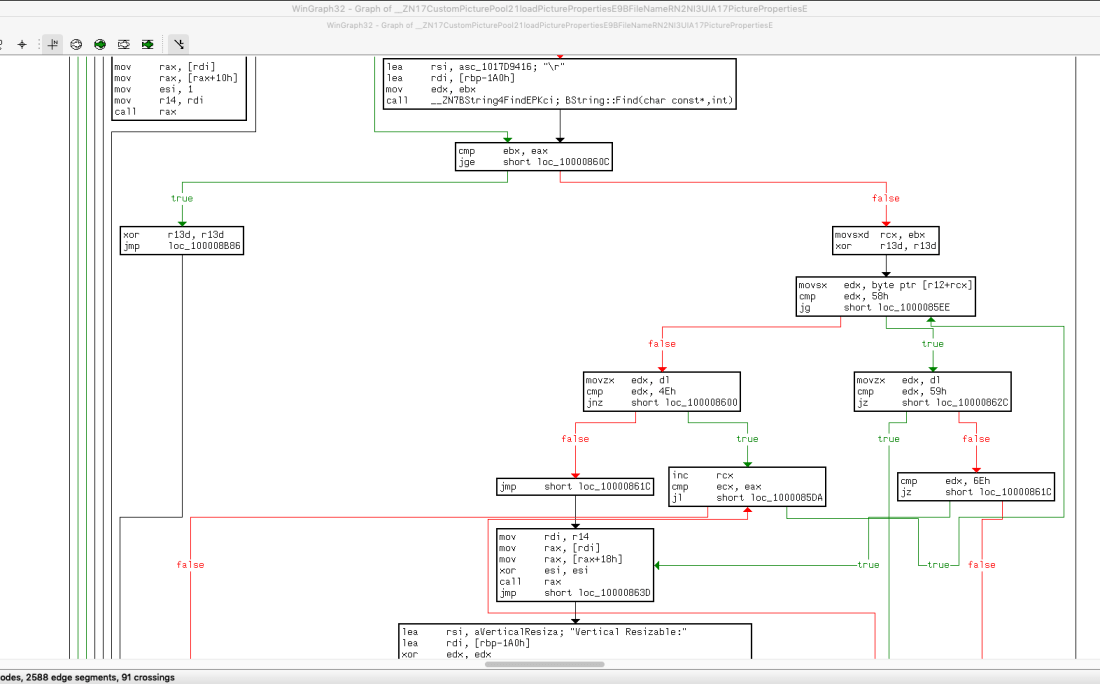 WinGraph32 - Graph of __ZN17CustomPicturePool21loadPicturePropertiesE9BFileNameRN2NI3UIA17PicturePropertiesE
WinGraph32 - Graph of __ZN17CustomPicturePool21loadPicturePropertiesE9BFileNameRN2NI3UIA17PicturePropertiesE
mov rax, [rdi]
mov rax, [rax+10h]
mov esi, 1
mov r14, rdi
call rax
lea rsi, asc_1017D9416; "\r"
lea rdi, [rbp-1A0h]
mov edx, ebx
call __ZN7BString4FindEPKci; BString::Find(char const*,int)
cmp ebx, eax
jge short loc_10000860C
true
false
xor r13d, r13d
jmp loc_100008B86
movsxd rcx, ebx
xor r13d, r13d
movsx edx, byte ptr [r12+rcx]
cmp edx, 58h
jg short loc_1000085EE
false
true
movzx edx, dl
cmp edx, 4Eh
jnz short loc_100008600
movzx edx, dl
cmp edx, 59h
jz short loc_10000862C
false
true
true
false
jmp short loc_10000861C
inc rcx
cmp ecx, eax
jl short loc_1000085DA
cmp edx, 6Eh
jz short loc_10000861C
mov rdi, r14
mov rax, [rdi]
mov rax, [rax+18h]
xor esi, esi
call rax
jmp short loc_10000863D
false
true
true
false
lea rsi, aVerticalResiza; "Vertical Resizable:"
lea rdi, [rbp-1A0h]
xor edx, edx
odes, 2588 edge segments, 91 crossings